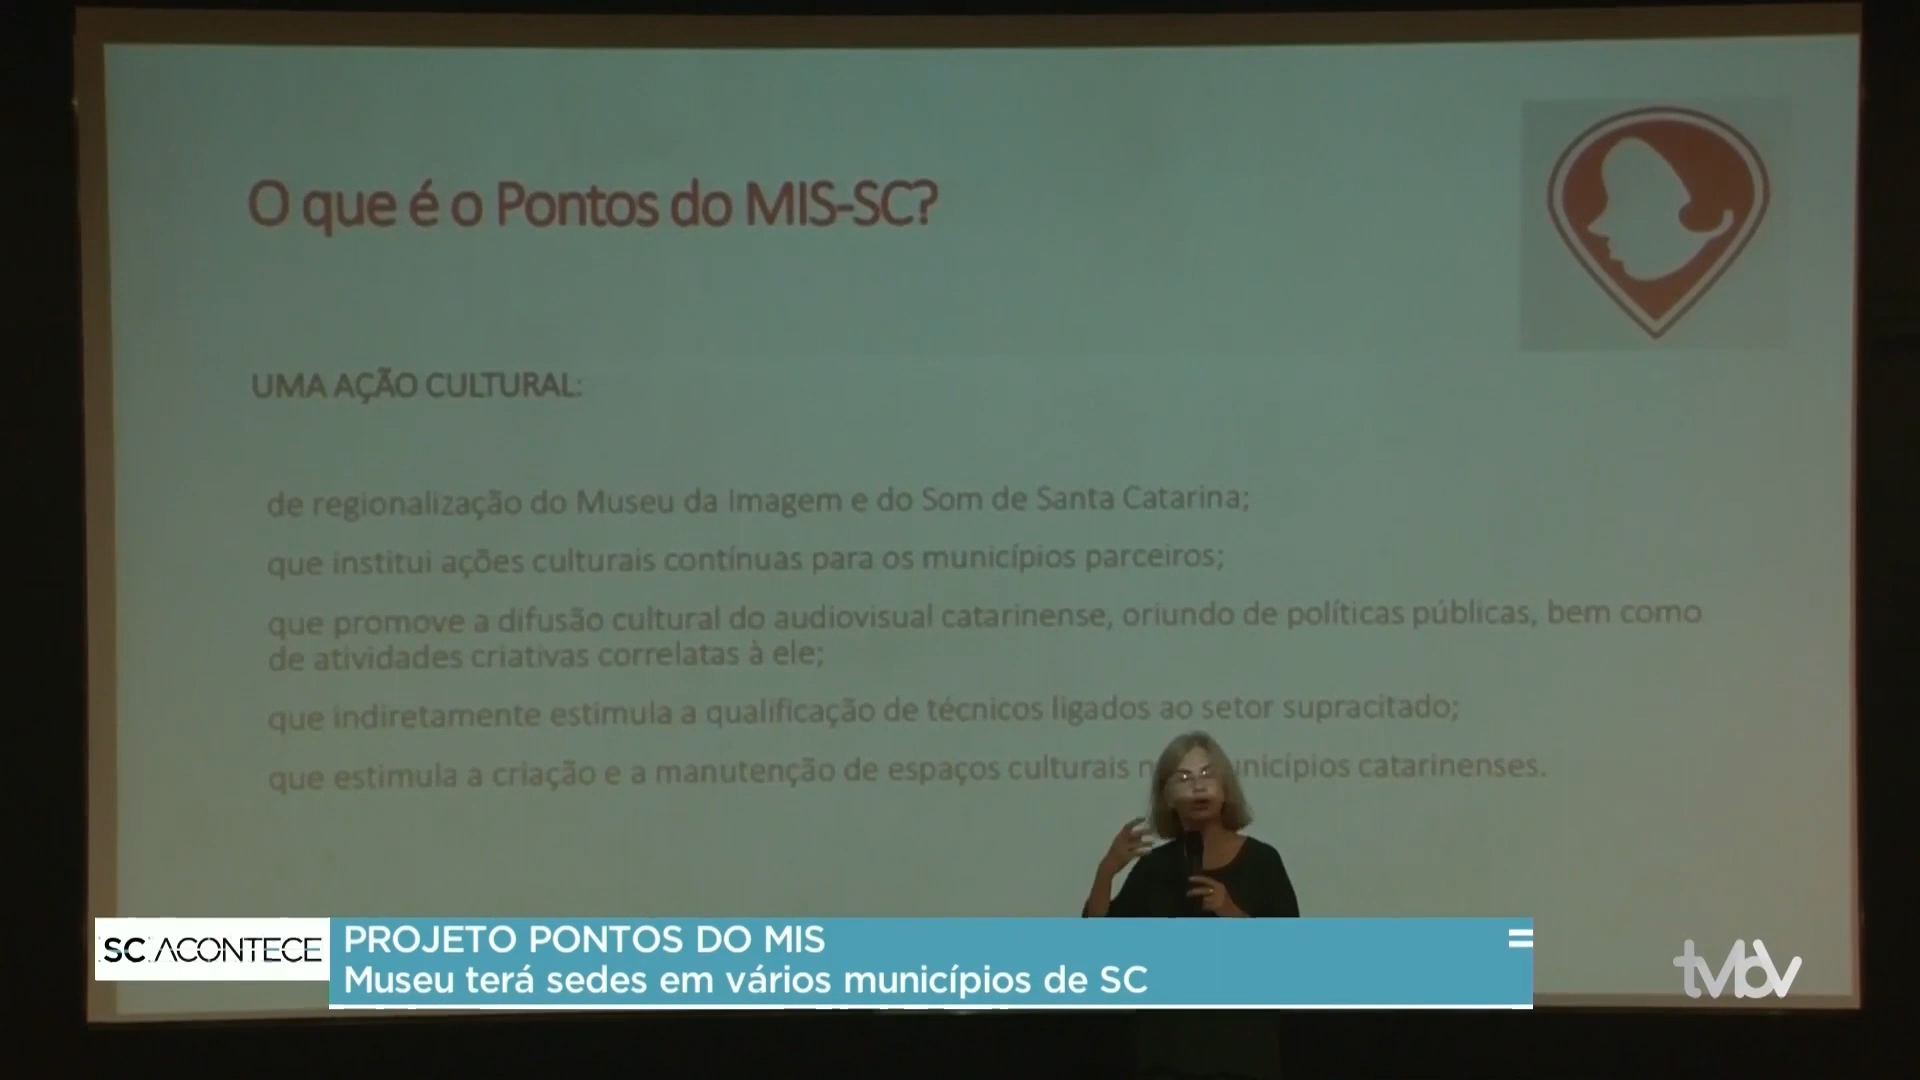 O que é o Pontos do MIS-SC?
UMA AÇÃO CULTURAL:
de regionalização do Museu da Imagem e do Som de Santa Catarina;
que institui ações culturais contínuas para os municípios parceiros;
que promove a difusão cultural do audiovisual catarinense, oriundo de políticas públicas, bem como
de atividades criativas correlatas à ele;
que indiretamente estimula a qualificação de técnicos ligados ao setor supracitado;
que estimula a criação e a manutenção de espaços culturais catarinenses.
SC ACONTECE
PROJETO PONTOS DO MIS
Museu terá sedes em vários municípios de SC
tvbv